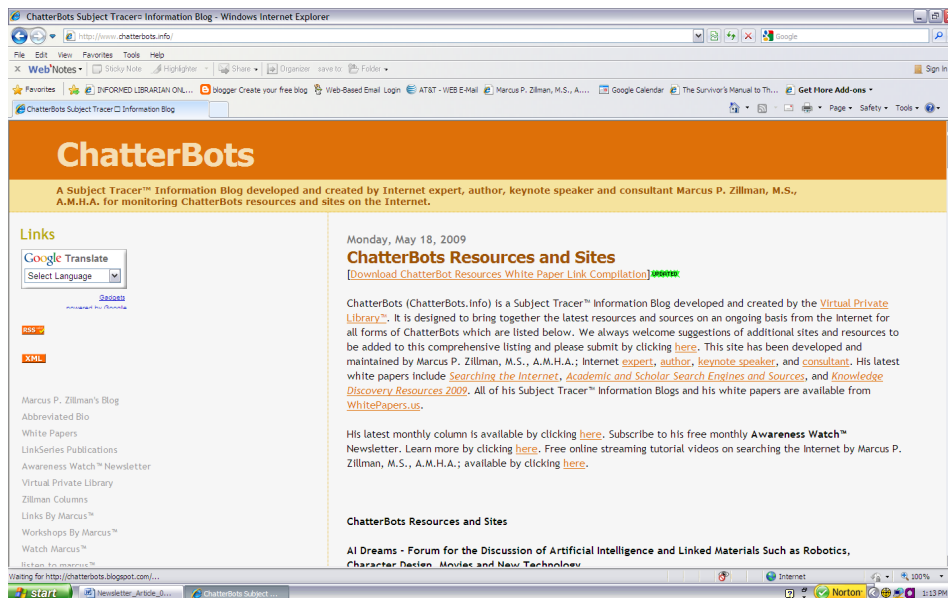 ChatterBots Subject Tracer= Information Blog - Windows Internet Explorer
http://www.chatterbots.info/
Google
File Edit View Favorites Tools Help
X Web'Notes Sticky Note Highlighter Share Organizer save to: Folder Sign In
Favorites INFORMED LIBRARIAN ONL... blogger Create your free blog Web-Based Email Login AT&T - WEB E-Mail Marcus P. Zillman, M.S., A.... Google Calendar The Survivor's Manual to Th... Get More Add-ons
ChatterBots Subject Tracer□ Information Blog Page Safety Tools
ChatterBots
A Subject Tracer™ Information Blog developed and created by Internet expert, author, keynote speaker and consultant Marcus P. Zillman, M.S.,
A.M.H.A. for monitoring ChatterBots resources and sites on the Internet.
Links
Google Translate
Select Language
Gadgets
powered by Google
RSS
XML
Marcus P. Zillman's Blog
Abbreviated Bio
White Papers
LinkSeries Publications
Awareness Watch™ Newsletter
Virtual Private Library
Zillman Columns
Links By Marcus™
Workshops By Marcus™
Watch Marcus™
listen to marcus™
Monday, May 18, 2009
ChatterBots Resources and Sites
[Download ChatterBot Resources White Paper Link Compilation] UPDATED
ChatterBots (ChatterBots.info) is a Subject Tracer™ Information Blog developed and created by the Virtual Private
Library™. It is designed to bring together the latest resources and sources on an ongoing basis from the Internet for
all forms of ChatterBots which are listed below. We always welcome suggestions of additional sites and resources to
be added to this comprehensive listing and please submit by clicking here. This site has been developed and
maintained by Marcus P. Zillman, M.S., A.M.H.A.; Internet expert, author, keynote speaker, and consultant. His latest
white papers include Searching the Internet, Academic and Scholar Search Engines and Sources, and Knowledge
Discovery Resources 2009. All of his Subject Tracer™ Information Blogs and his white papers are available from
WhitePapers.us.
His latest monthly column is available by clicking here. Subscribe to his free monthly Awareness Watch™
Newsletter. Learn more by clicking here. Free online streaming tutorial videos on searching the Internet by Marcus P.
Zillman, M.S., A.M.H.A.; available by clicking here.
ChatterBots Resources and Sites
AI Dreams - Forum for the Discussion of Artificial Intelligence and Linked Materials Such as Robotics,
Character Design, Movies and New Technology
Waiting for http://chatterbots.blogspot.com/... Internet 100%
start Newsletter_Article_0... ChatterBots Subject ... Norton 1:13 PM